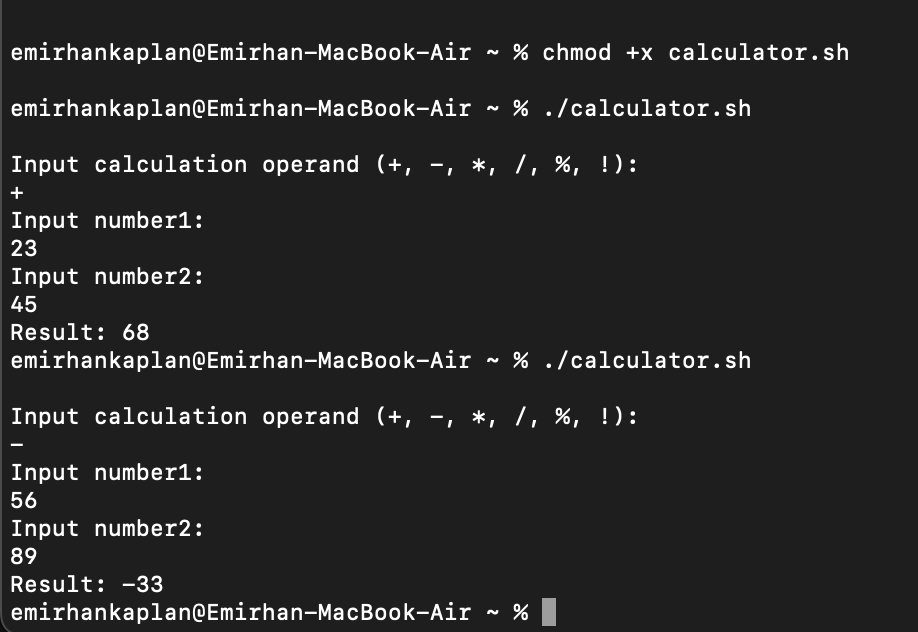 emirhankaplan@Emirhan-MacBook-Air ~ % chmod +x calculator.sh
emirhankaplan@Emirhan-MacBook-Air ~ % ./calculator.sh
Input calculation operand (+, -, *, /, %, !):
+
Input number1:
23
Input number2:
45
Result: 68
emirhankaplan@Emirhan-MacBook-Air ~ % ./calculator.sh
Input calculation operand (+, -, *, /, %, !):
-
Input number1:
56
Input number2:
89
Result: -33
emirhankaplan@Emirhan-MacBook-Air ~ %